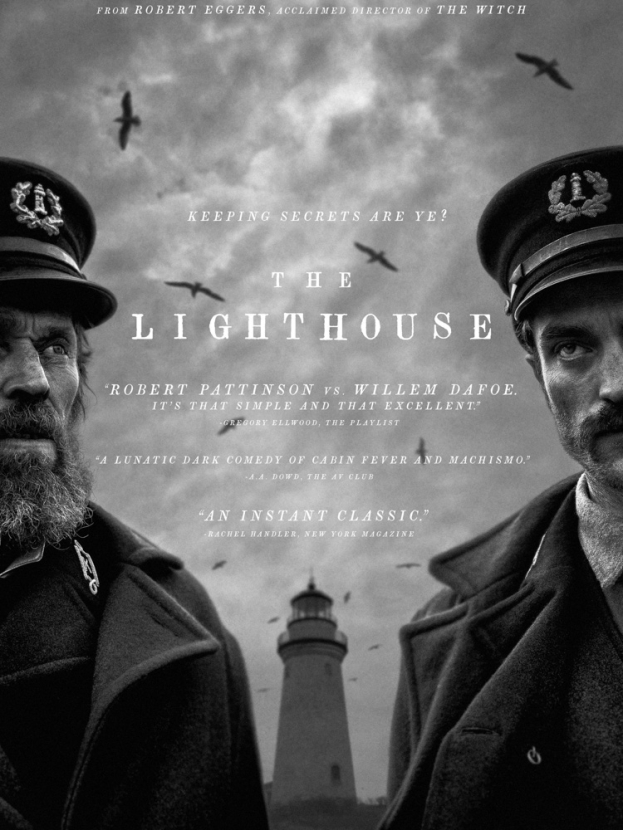 FROM ROBERT EGGERS, ACCLAIMED DIRECTOR OF THE WITCH
KEEPING SECRETS ARE YE?
THE
LIGHTHOUSE
"ROBERT PATTINSON VS. WILLEM DAFOE.
IT'S THAT SIMPLE AND THAT EXCELLENT."
-GREGORY ELLWOOD, THE PLAYLIST
"A LUNATIC DARK COMEDY OF CABIN FEVER AND MACHISMO."
-A.A. DOWD, THE AV CLUB
"AN INSTANT CLASSIC."
-RACHEL HANDLER, NEW YORK MAGAZINE